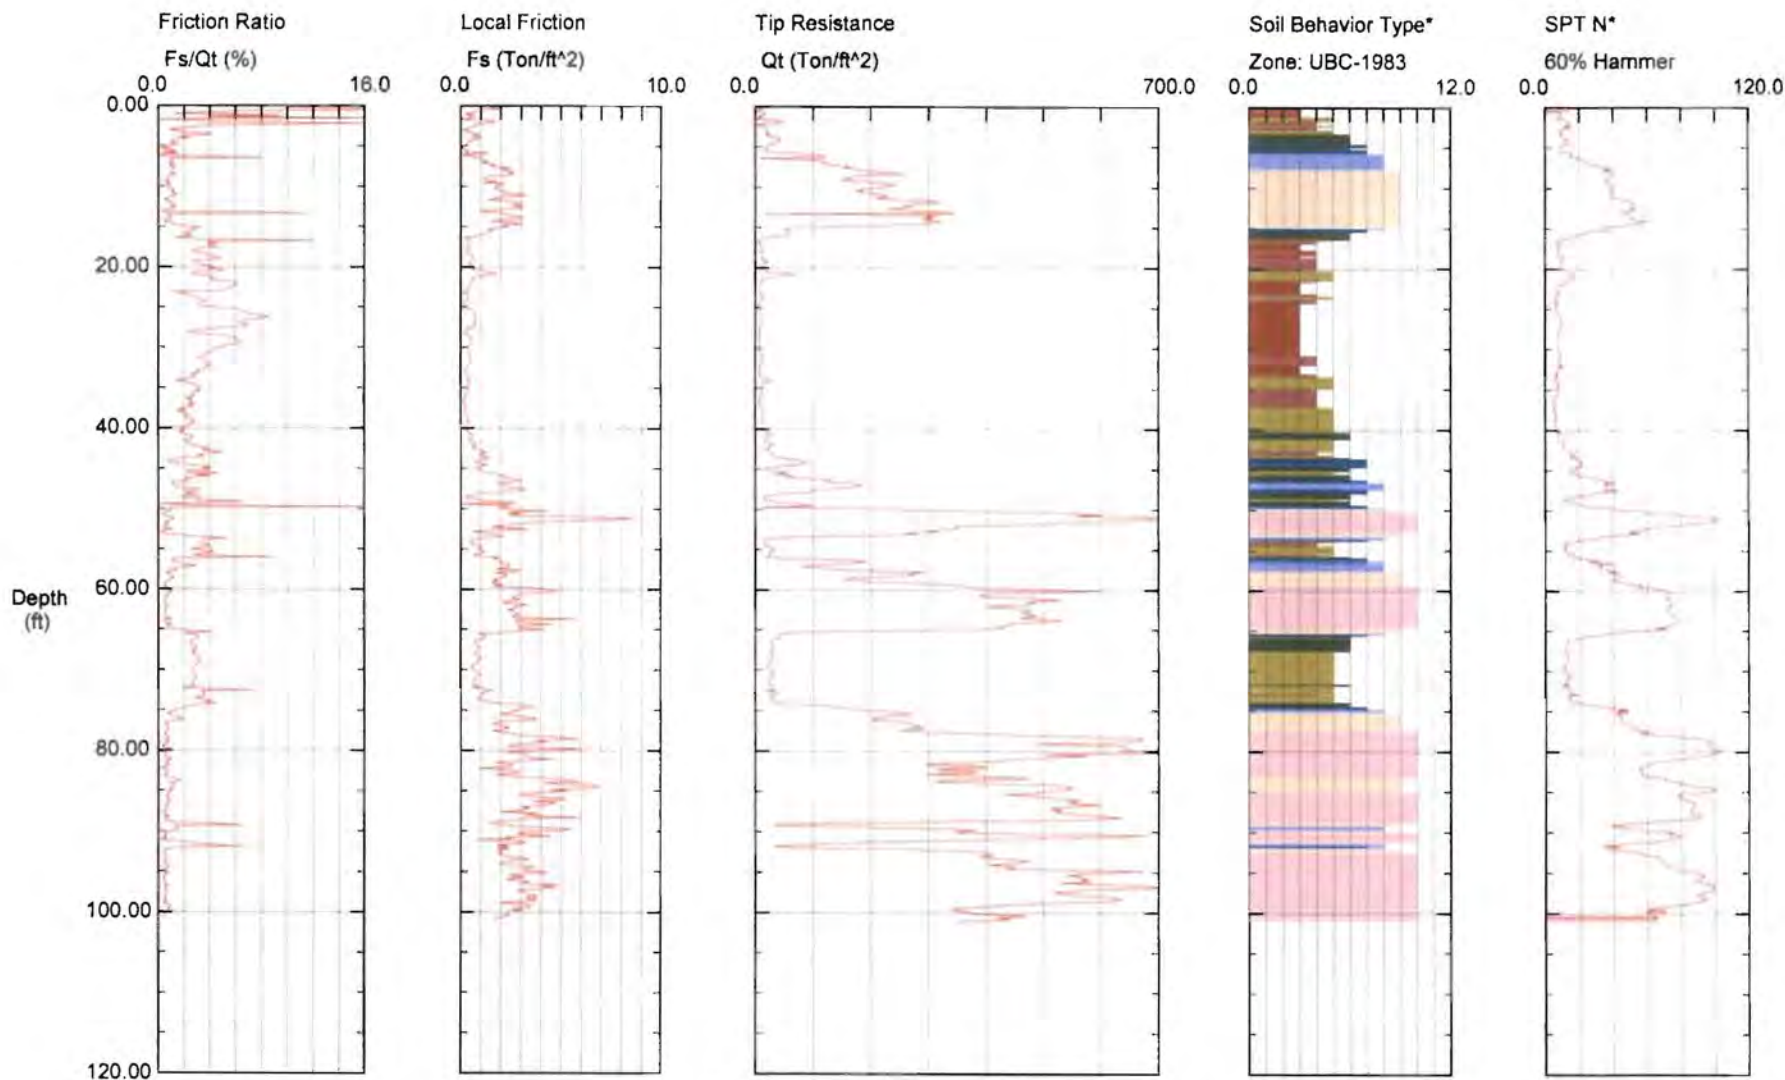 Friction Ratio
Fs/Qt (%)
0.0 16.0
Local Friction
Fs (Ton/ft^2)
0.0 10.0
Tip Resistance
Qt (Ton/ft^2)
0.0 700.0
Soil Behavior Type*
Zone: UBC-1983
0.0 12.0
SPT N*
60% Hammer
0.0 120.0
0.00
20.00
40.00
60.00
80.00
100.00
120.00
Depth
(ft)